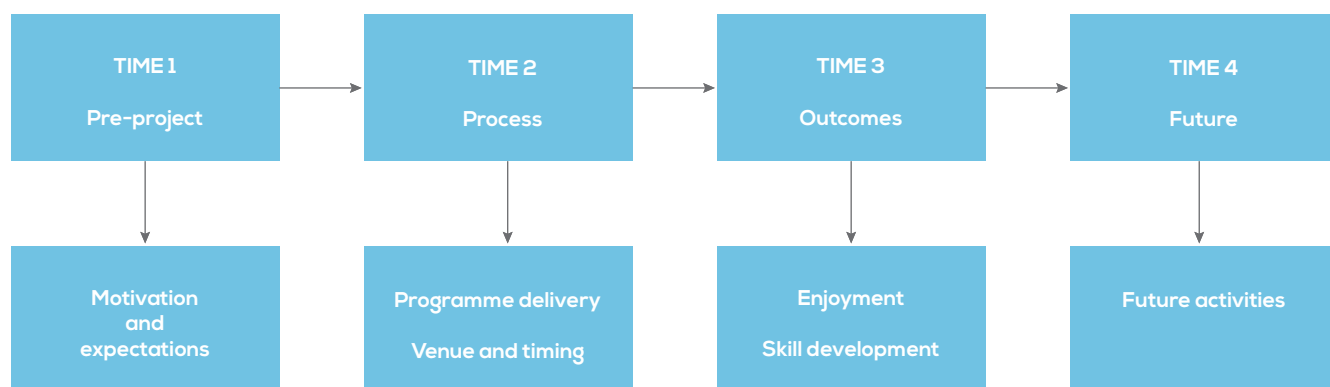 TIME 1
Pre-project
TIME 2
Process
TIME 3
Outcomes
TIME 4
Future
Motivation
and
expectations
Programme delivery
Venue and timing
Enjoyment
Skill development
Future activities